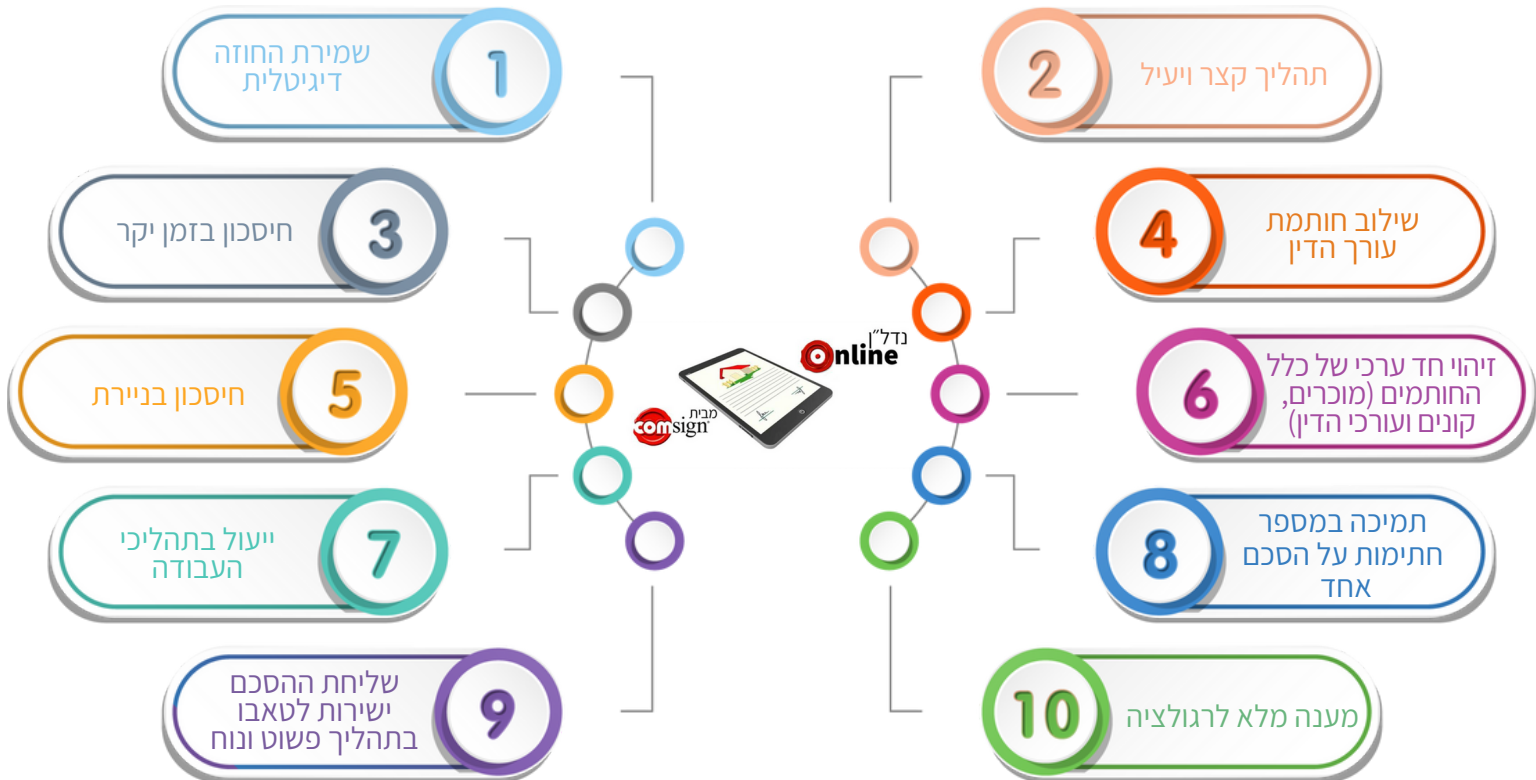 1
שמירת החוזה
דיגיטלית
2
תהליך קצר ויעיל
3
חיסכון בזמן יקר
4
שילוב חותמת
עורך הדין
5
חיסכון בניירת
6
זיהוי חד ערכי של כלל
החותמים (מוכרים,
קונים ועורכי הדין)
7
ייעול בתהליכי
העבודה
8
תמיכה במספר
חתימות על הסכם
אחד
9
שליחת ההסכם
ישירות לטאבו
בתהליך פשוט ונוח
10
מענה מלא לרגולציה
נדל״ן
Online
מבית
comsign